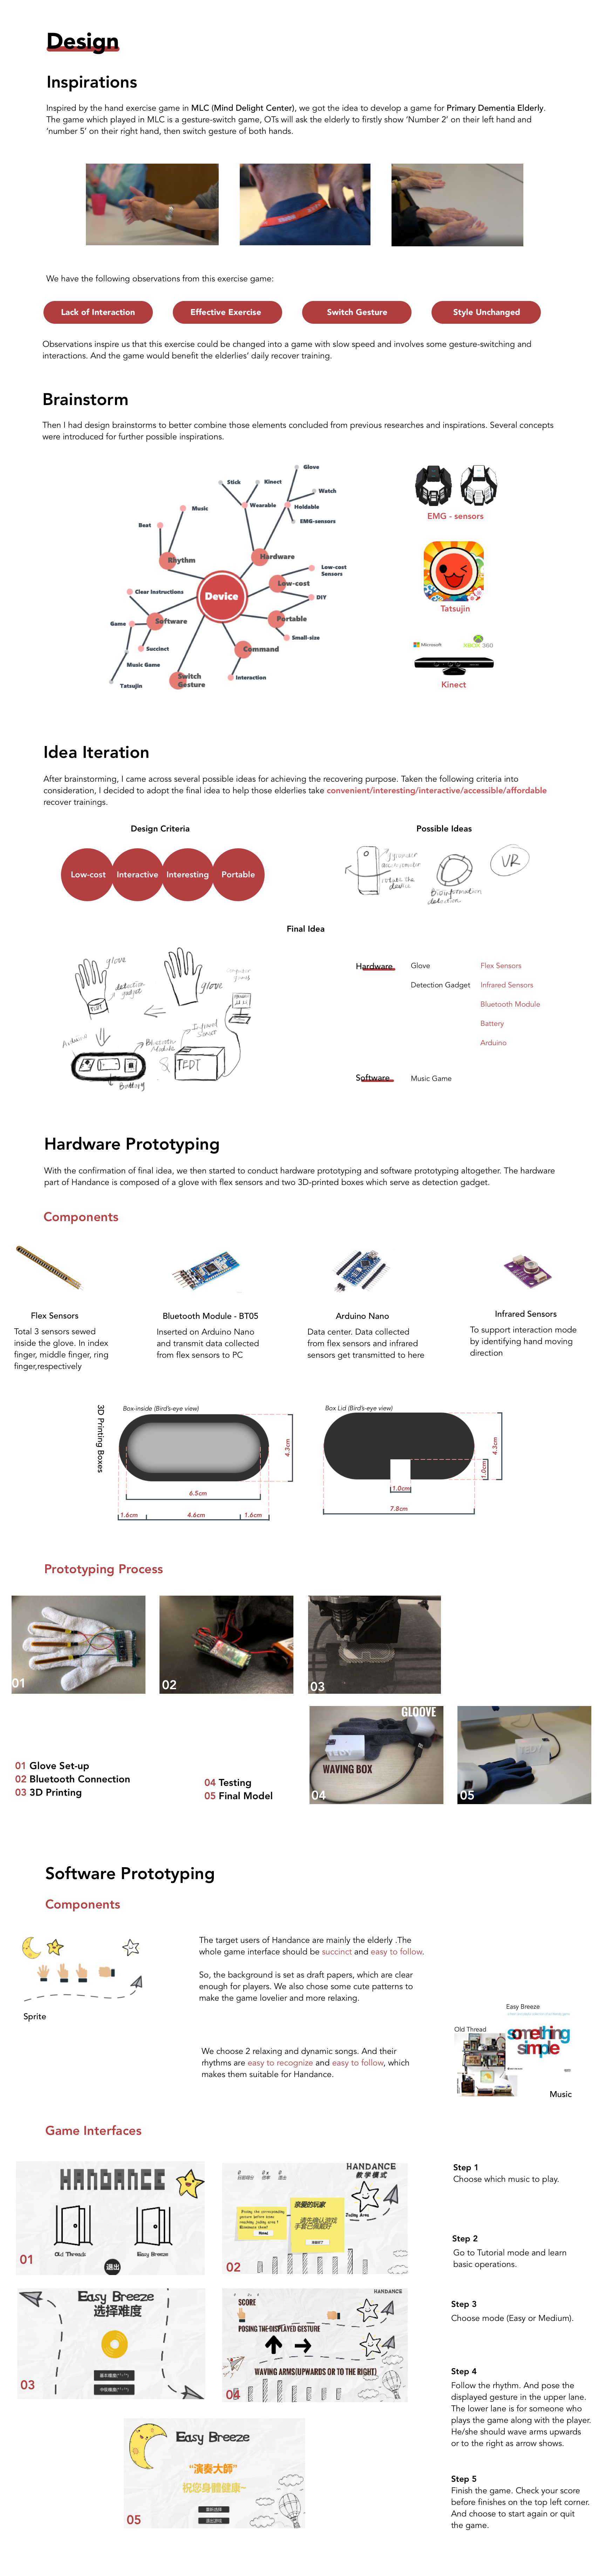 Design
Inspirations
Inspired by the hand exercise game in MLC (Mind Delight Center), we got the idea to develop a game for Primary Dementia Elderly.
The game which played in MLC is a gesture-switch game, OTs will ask the elderly to firstly show ‘Number 2’ on their left hand and
‘number 5’ on their right hand, then switch gesture of both hands.
We have the following observations from this exercise game:
Lack of Interaction
Effective Exercise
Switch Gesture
Style Unchanged
Observations inspire us that this exercise could be changed into a game with slow speed and involves some gesture-switching and
interactions. And the game would benefit the elderlies’ daily recover training.
Brainstorm
Then I had design brainstorms to better combine those elements concluded from previous researches and inspirations. Several concepts
were introduced for further possible inspirations.
Glove
Stick
Kinect
Watch
Music
Wearable
Holdable
Beat
EMG-sensors
Rhythm
Hardware
Low-cost
Sensors
Low-cost
Clear Instructions
Device
DIY
Game
Software
Portable
Small-size
Succinct
Command
Music Game
Switch
Gesture
Interaction
Tatsujin
EMG - sensors
Tatsujin
Microsoft
XBOX 360
Kinect
Idea Iteration
After brainstorming, I came across several possible ideas for achieving the recovering purpose. Taken the following criteria into
consideration, I decided to adopt the final idea to help those elderlies take convenient/interesting/interactive/accessible/affordable
recover trainings.
Design Criteria
Possible Ideas
Low-cost
Interactive
Interesting
Portable
rotate the
device
Bioinformation
detection
VR
Final Idea
glove
detection
gadget
glove
TEDT
Arduino
Bluetooth
Module
Battery
&
Infrared
Sensor
TEDT
Hardware
Glove
Flex Sensors
Detection Gadget
Infrared Sensors
Bluetooth Module
Battery
Arduino
Software
Music Game
Hardware Prototyping
With the confirmation of final idea, we then started to conduct hardware prototyping and software prototyping altogether. The hardware
part of Handance is composed of a glove with flex sensors and two 3D-printed boxes which serve as detection gadget.
Components
Flex Sensors
Total 3 sensors sewed
inside the glove. In index
finger, middle finger, ring
finger,respectively
Bluetooth Module - BT05
Inserted on Arduino Nano
and transmit data collected
from flex sensors to PC
Arduino Nano
Data center. Data collected
from flex sensors and infrared
sensors get transmitted to here
Infrared Sensors
To support interaction mode
by identifying hand moving
direction
3D Printing Boxes
Box-inside (Bird's-eye view)
4.3cm
6.5cm
1.6cm
4.6cm
1.6cm
Box Lid (Bird's-eye view)
4.3cm
1.0cm
1.0cm
7.8cm
Prototyping Process
01
02
03
GLOOVE
WAVING BOX
04
05
01 Glove Set-up
02 Bluetooth Connection
03 3D Printing
04 Testing
05 Final Model
Software Prototyping
Components
Sprite
The target users of Handance are mainly the elderly .The
whole game interface should be succinct and easy to follow.
So, the background is set as draft papers, which are clear
enough for players. We also chose some cute patterns to
make the game lovelier and more relaxing.
We choose 2 relaxing and dynamic songs. And their
rhythms are easy to recognize and easy to follow, which
makes them suitable for Handance.
Easy Breeze
Old Thread
something
simple
Music
Game Interfaces
HANDANCE
Old Thread
Easy Breeze
退出
01
HANDANCE
教学模式
亲爱的玩家
Judging Area
02
Easy Breeze
选择难度
03
HANDANCE
SCORE
POSING THE DISPLAYED GESTURE
WAVING ARMS(UPWARDS OR TO THE RIGHT)
04
Easy Breeze
“演奏大師”
祝您身體健康~
05
Step 1
Choose which music to play.
Step 2
Go to Tutorial mode and learn
basic operations.
Step 3
Choose mode (Easy or Medium).
Step 4
Follow the rhythm. And pose the
displayed gesture in the upper lane.
The lower lane is for someone who
plays the game along with the player.
He/she should wave arms upwards
or to the right as arrow shows.
Step 5
Finish the game. Check your score
before finishes on the top left corner.
And choose to start again or quit
the game.